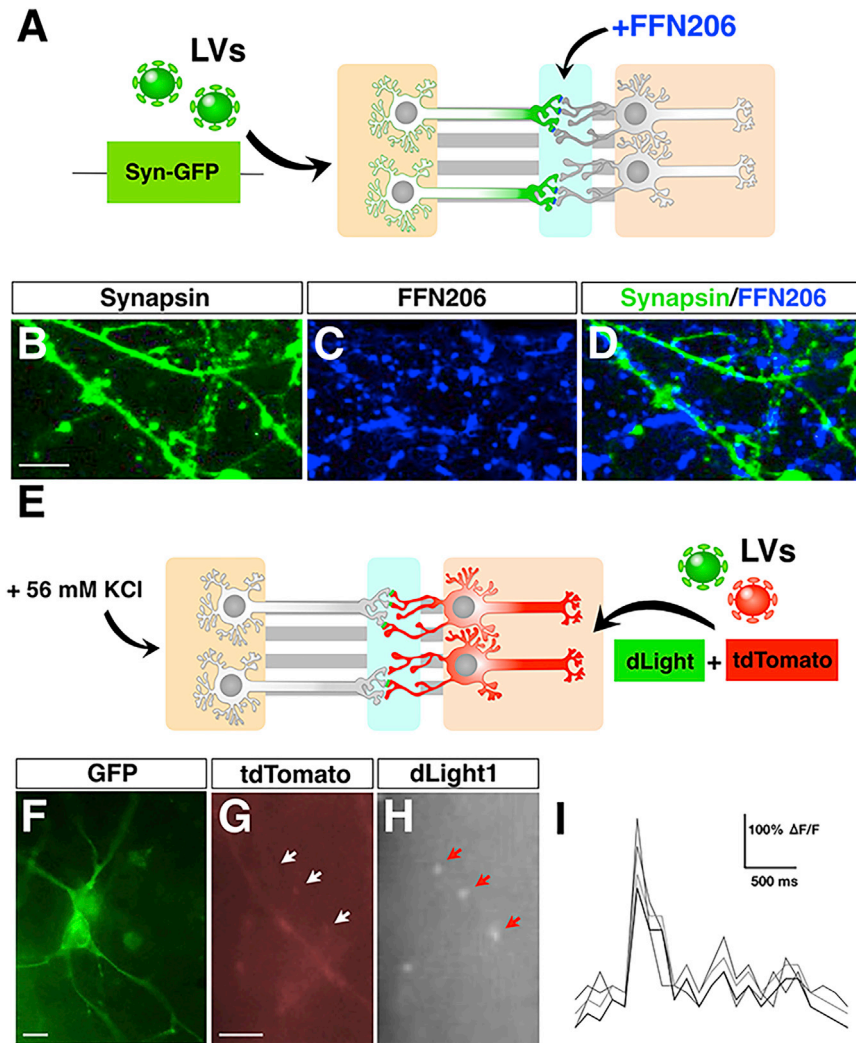 A
LVs
+FFN206
Syn-GFP
Synapsin
FFN206
Synapsin/FFN206
B
C
D
E
+ 56 mM KCl
LVs
dLight + tdTomato
GFP
tdTomato
dLight1
F
G
H
I
100% ΔF/F
500 ms